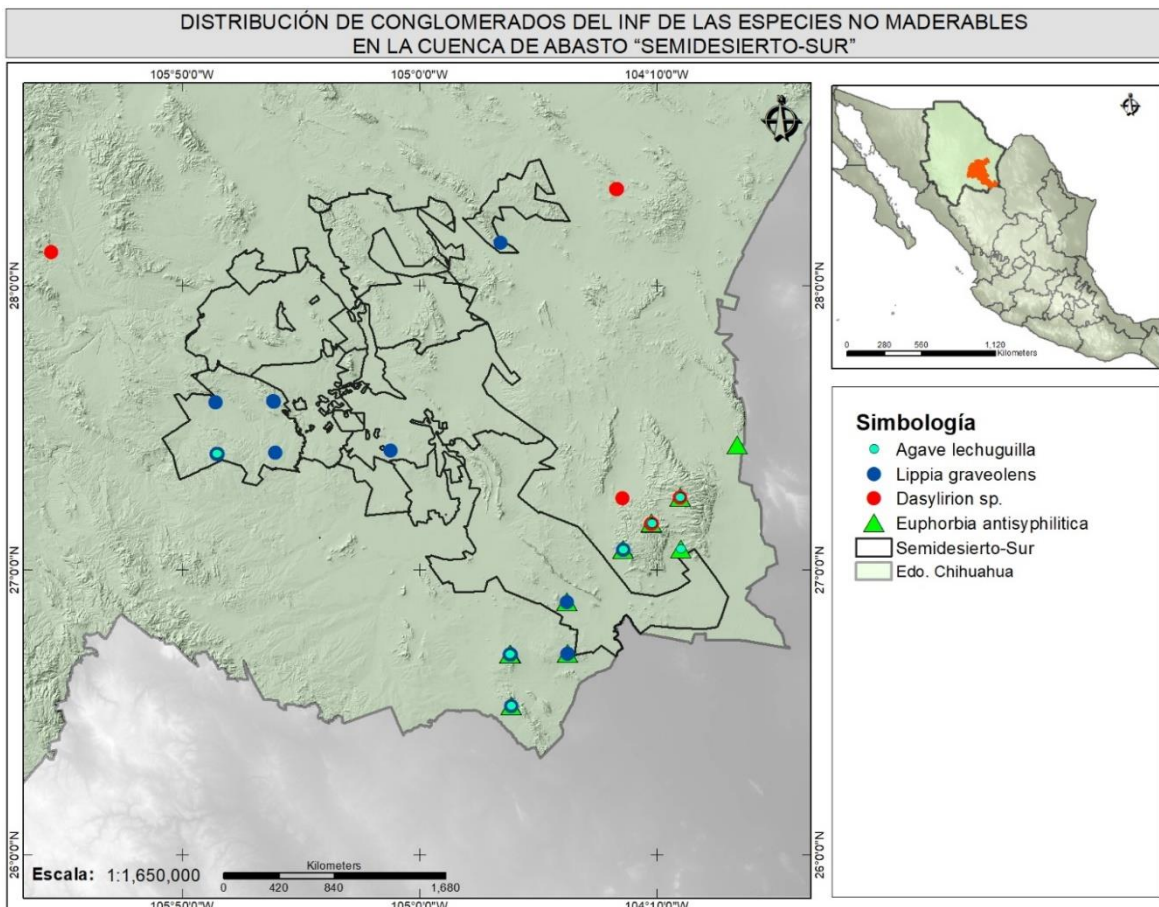 DISTRIBUCIÓN DE CONGLOMERADOS DEL INF DE LAS ESPECIES NO MADERABLES
EN LA CUENCA DE ABASTO “SEMIDESIERTO-SUR”
105°50'0"W
105°0'0"W
104°10'0"W
28°0'0"N
28°0'0"N
27°0'0"N
27°0'0"N
26°0'0"N
26°0'0"N
Escala: 1:1,650,000
Kilometers
0 420 840 1,680
105°50'0"W
105°0'0"W
104°10'0"W
0 280 560 1,120
Kilometers
Simbología
Agave lechuguilla
Lippia graveolens
Dasylirion sp.
Euphorbia antisyphilitica
Semidesierto-Sur
Edo. Chihuahua